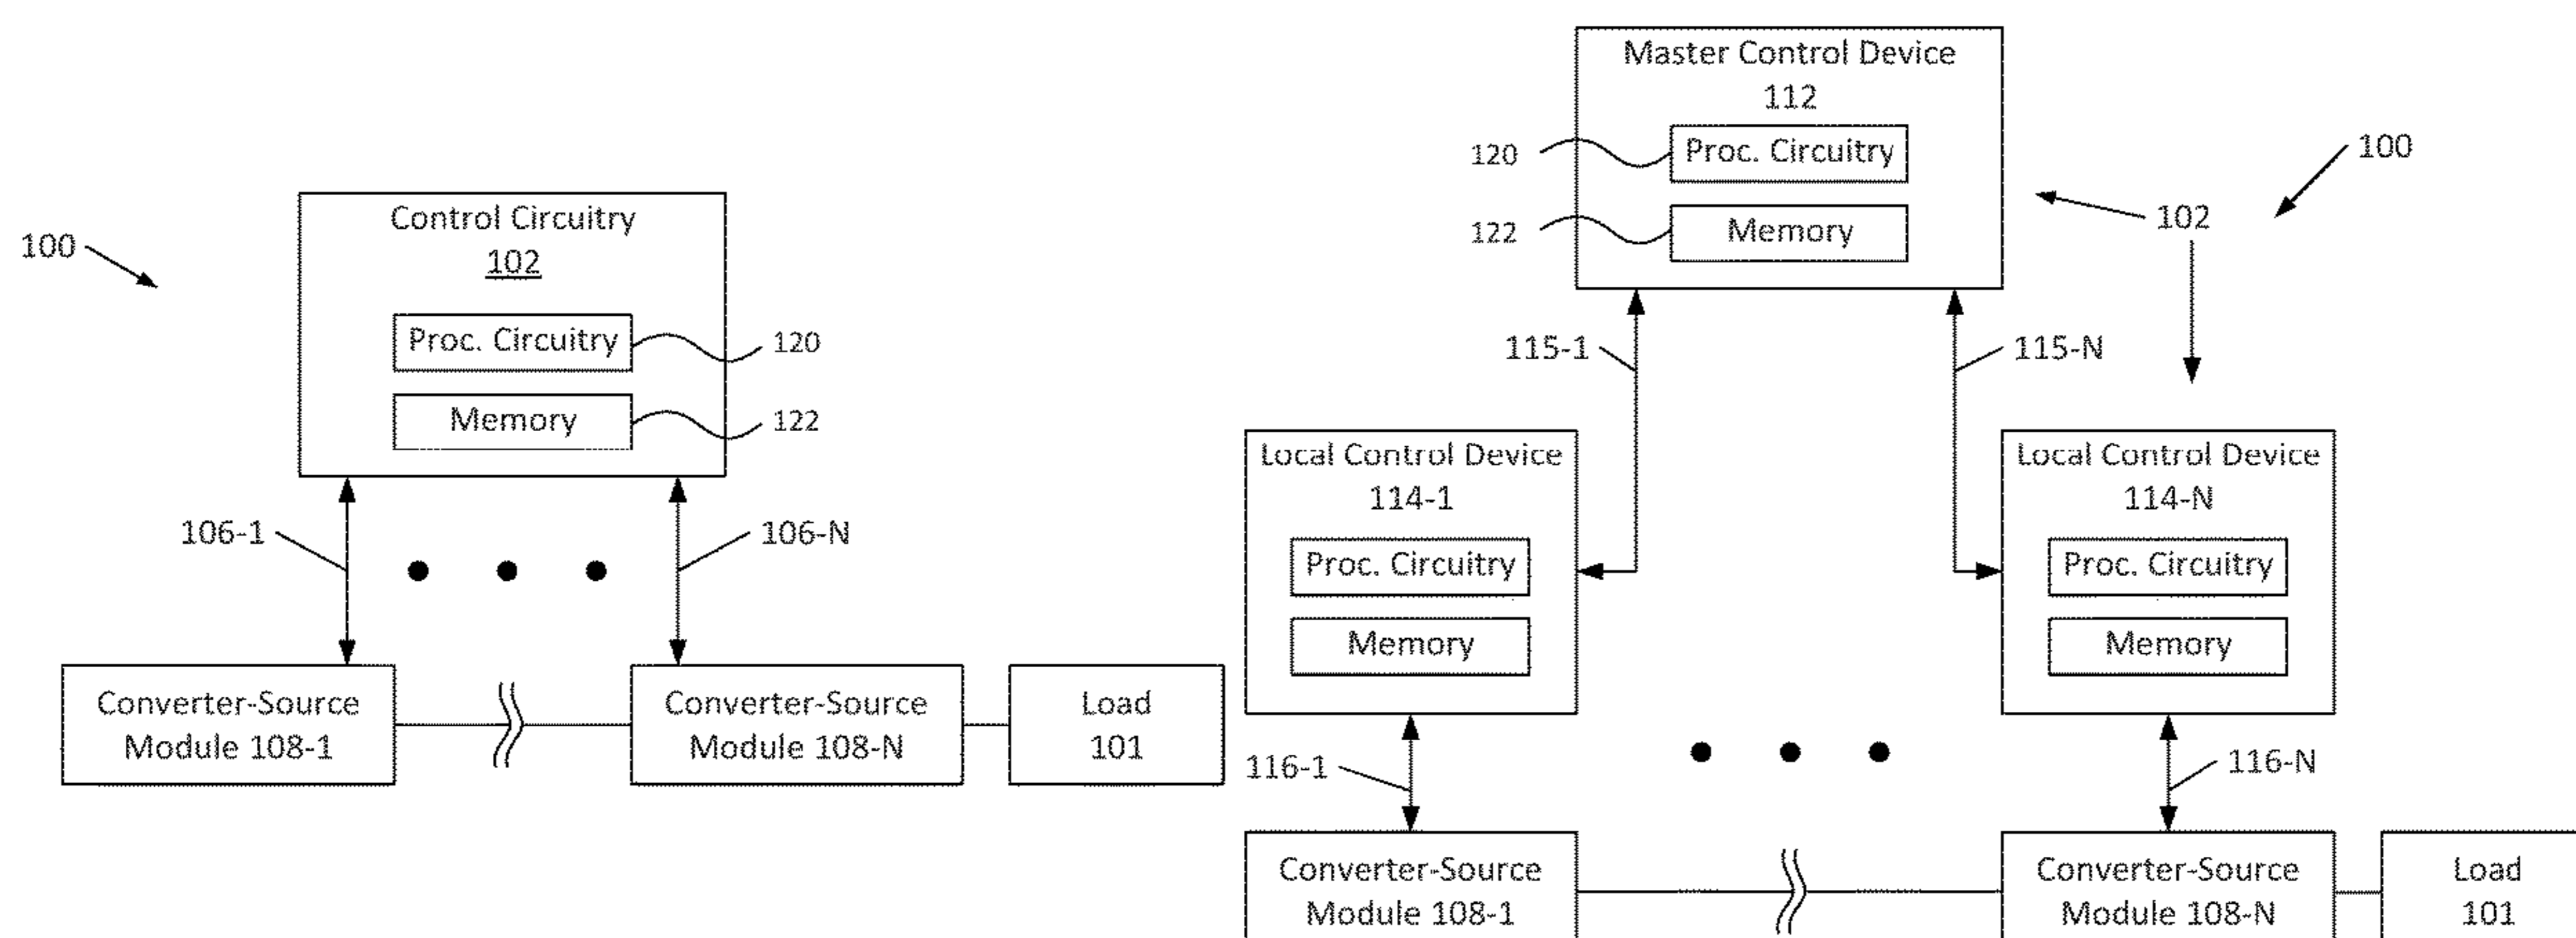 100
Control Circuitry
102
Proc. Circuitry
120
Memory
122
106-1
106-N
Converter-Source
Module 108-1
Converter-Source
Module 108-N
Load
101
Master Control Device
112
120
Proc. Circuitry
122
Memory
102
100
115-1
115-N
Local Control Device
114-1
Proc. Circuitry
Memory
Local Control Device
114-N
Proc. Circuitry
Memory
116-1
116-N
Converter-Source
Module 108-1
Converter-Source
Module 108-N
Load
101